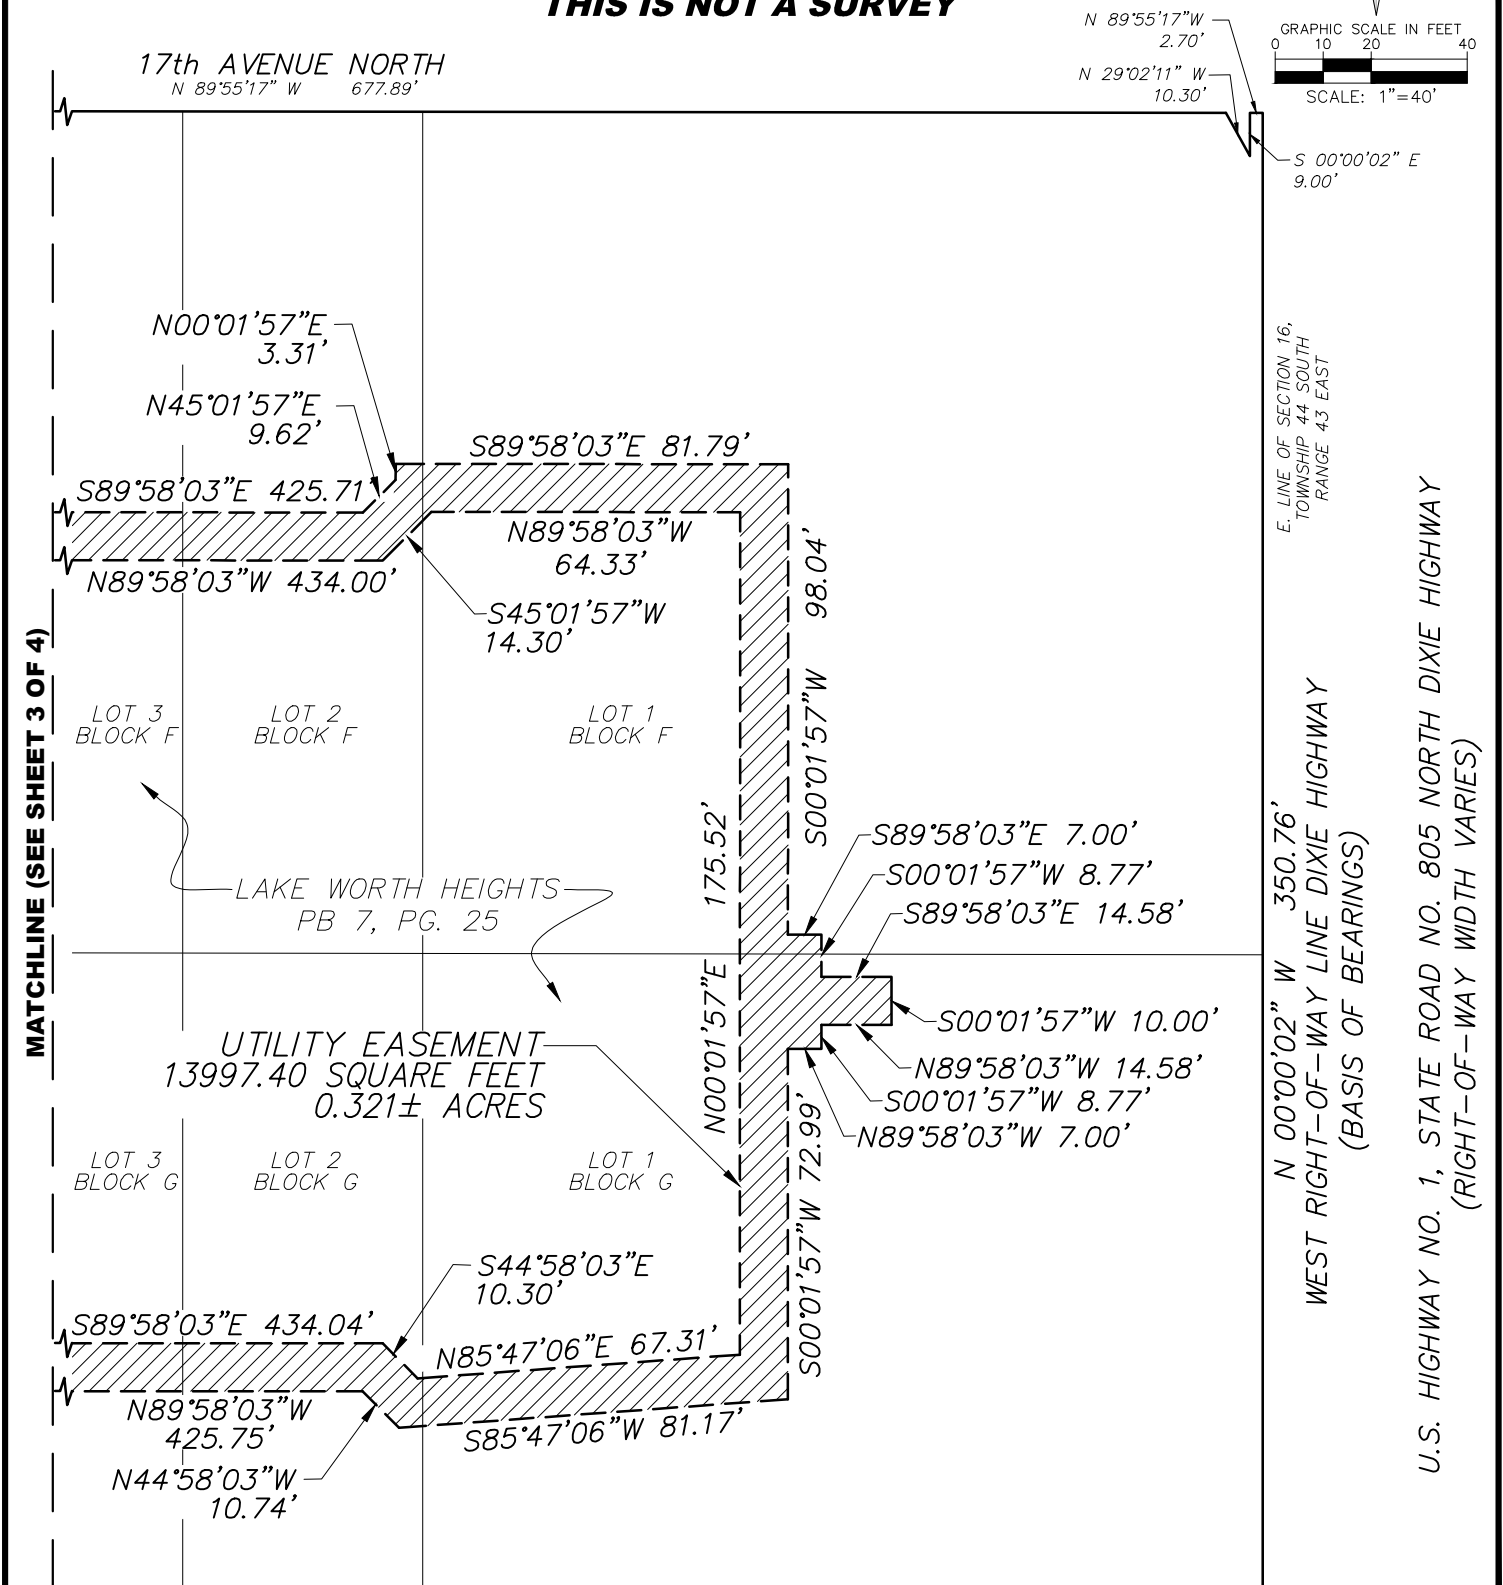 THIS IS NOT A SURVEY
N 89°55'17"W
2.70'
GRAPHIC SCALE IN FEET
0 10 20 40
SCALE: 1"=40'
17th AVENUE NORTH
N 89°55'17" W 677.89'
N 29°02'11" W
10.30'
S 00°00'02" E
9.00'
N00°01'57"E
3.31'
N45°01'57"E
9.62'
S89°58'03"E 81.79'
S89°58'03"E 425.71'
N89°58'03"W
64.33'
N89°58'03"W 434.00'
S45°01'57"W
14.30'
S00°01'57"W 98.04'
E. LINE OF SECTION 16,
TOWNSHIP 44 SOUTH
RANGE 43 EAST
MATCHLINE (SEE SHEET 3 OF 4)
LOT 3
BLOCK F
LOT 2
BLOCK F
LOT 1
BLOCK F
N00°01'57"E 175.52'
S89°58'03"E 7.00'
S00°01'57"W 8.77'
S89°58'03"E 14.58'
LAKE WORTH HEIGHTS
PB 7, PG. 25
S00°01'57"W 10.00'
N89°58'03"W 14.58'
S00°01'57"W 8.77'
N89°58'03"W 7.00'
UTILITY EASEMENT
13997.40 SQUARE FEET
0.321± ACRES
LOT 3
BLOCK G
LOT 2
BLOCK G
LOT 1
BLOCK G
S00°01'57"W 72.99'
S44°58'03"E
10.30'
S89°58'03"E 434.04'
N85°47'06"E 67.31'
N89°58'03"W
425.75'
S85°47'06"W 81.17'
N44°58'03"W
10.74'
N 00°00'02" W 350.76'
WEST RIGHT-OF-WAY LINE DIXIE HIGHWAY
(BASIS OF BEARINGS)
U.S. HIGHWAY NO. 1, STATE ROAD NO. 805 NORTH DIXIE HIGHWAY
(RIGHT-OF-WAY WIDTH VARIES)